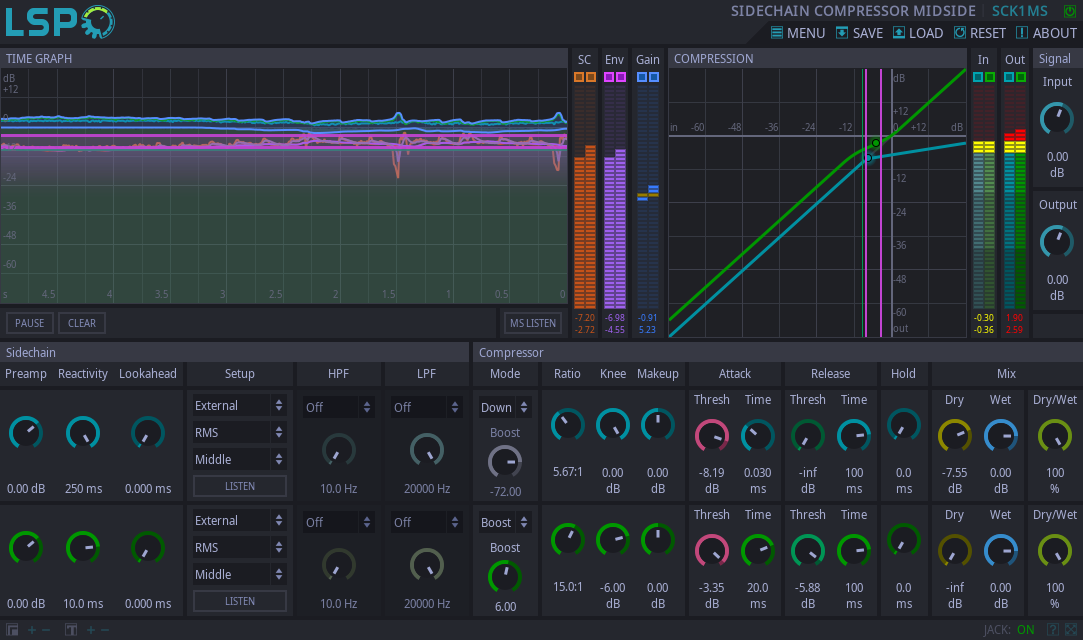 LSP
SIDECHAIN COMPRESSOR MIDSIDE SCK1MS
MENU SAVE LOAD RESET ABOUT
TIME GRAPH
SC Env Gain
COMPRESSION
In Out
Signal
dB
+12
0
-24
-36
-48
-60
s 4.5 4 3.5 3 2.5 2 1.5 1 0.5 0
in -60 -48 -36 -24 -12 0 +12 dB
dB
+12
-12
-24
-36
-48
-60
out
Input
0.00
dB
Output
0.00
dB
-7.20 -6.98 -0.91 -0.30 1.90
-2.72 -4.55 5.23 -0.36 2.59
PAUSE CLEAR MS LISTEN
Sidechain
Compressor
Preamp Reactivity Lookahead Setup HPF LPF Mode Ratio Knee Makeup Attack Release Hold Mix
External
RMS
Middle
LISTEN
Off
Off
Down
Boost
Thresh Time Thresh Time Dry Wet Dry/Wet
0.00 dB 250 ms 0.000 ms
10.0 Hz 20000 Hz -72.00
5.67:1 0.00 0.00 -8.19 0.030 -inf 100 0.0 -7.55 0.00 100
dB dB dB ms dB ms ms dB dB %
External
RMS
Middle
LISTEN
Off
Off
Boost
Boost
Thresh Time Thresh Time Dry Wet Dry/Wet
0.00 dB 10.0 ms 0.000 ms
10.0 Hz 20000 Hz 6.00
15.0:1 -6.00 0.00 -3.35 20.0 -5.88 100 0.0 -inf 0.00 100
dB dB dB ms dB ms ms dB dB %
T + - + - JACK: ON ?